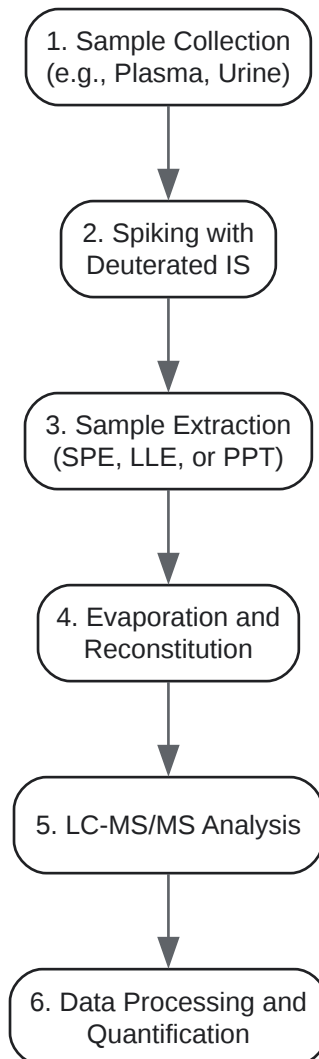 1. Sample Collection
(e.g., Plasma, Urine)
2. Spiking with
Deuterated IS
3. Sample Extraction
(SPE, LLE, or PPT)
4. Evaporation and
Reconstitution
5. LC-MS/MS Analysis
6. Data Processing and
Quantification